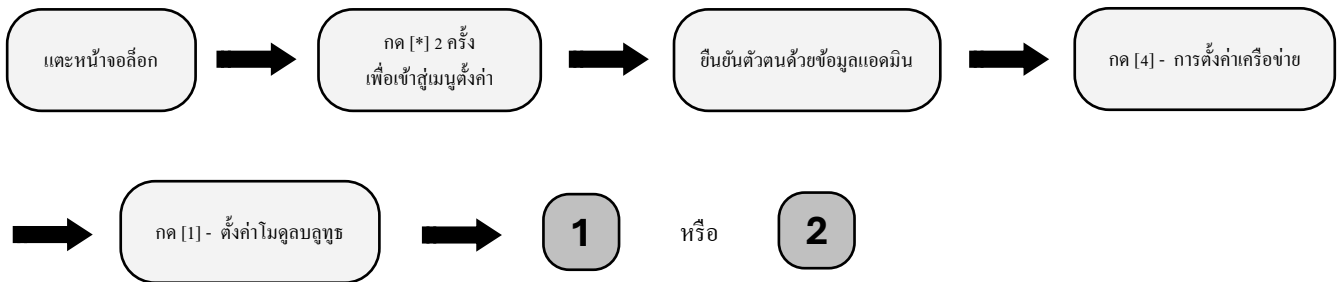 แตะหน้าจอล็อก
กด [*] 2 ครั้ง
เพื่อเข้าสู่เมนูตั้งค่า
ยืนยันตัวตนด้วยข้อมูลแอดมิน
กด [4] - การตั้งค่าเครือข่าย
กด [1] - ตั้งค่าโมดูลบลูทูธ
1
หรือ
2